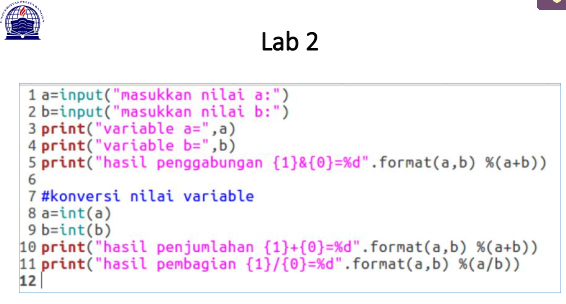 Lab 2
1 a=input("masukkan nilai a:")
2 b=input("masukkan nilai b:")
3 print("variable a=",a)
4 print("variable b=",b)
5 print("hasil penggabungan {1}&{0}=%d".format(a,b) %(a+b))
6
7 #konversi nilai variable
8 a=int(a)
9 b=int(b)
10 print("hasil penjumlahan {1}+{0}=%d".format(a,b) %(a+b))
11 print("hasil pembagian {1}/{0}=%d".format(a,b) %(a/b))
12